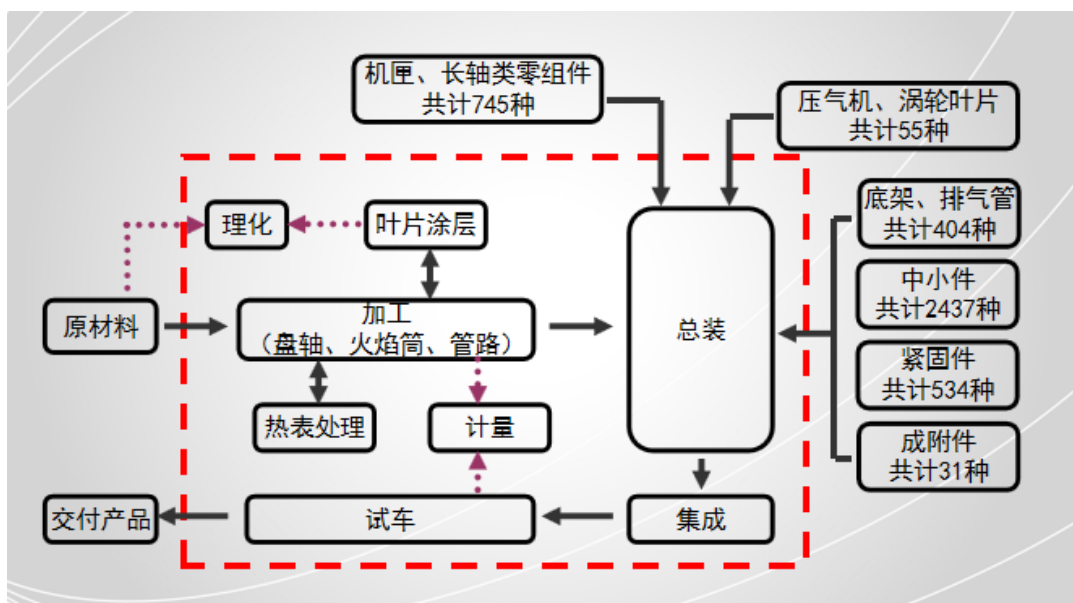 机匣、长轴类零组件
共计745种
压气机、涡轮叶片
共计55种
理化
叶片涂层
底架、排气管
共计404种
中小件
共计2437种
原材料
加工
（盘轴、火焰筒、管路）
总装
紧固件
共计534种
热表处理
计量
成附件
共计31种
交付产品
试车
集成